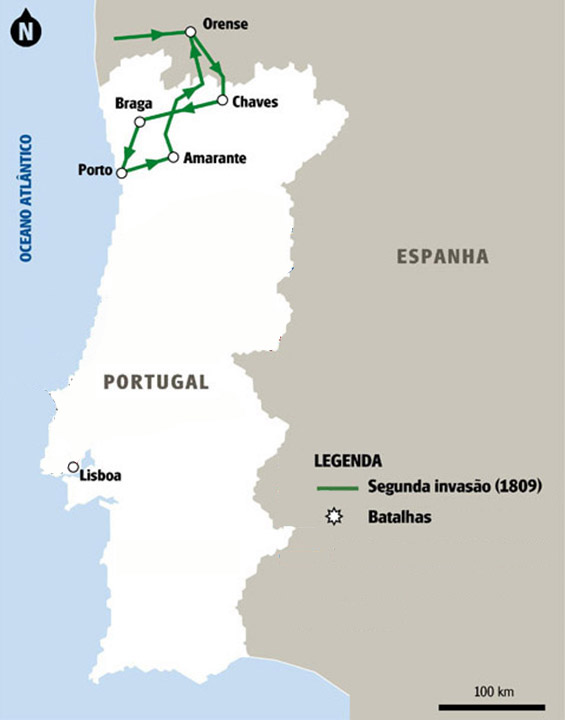 N
Orense
Braga
Chaves
Porto
Amarante
OCEANO ATLÂNTICO
ESPANHA
PORTUGAL
Lisboa
LEGENDA
Segunda invasão (1809)
Batalhas
100 km